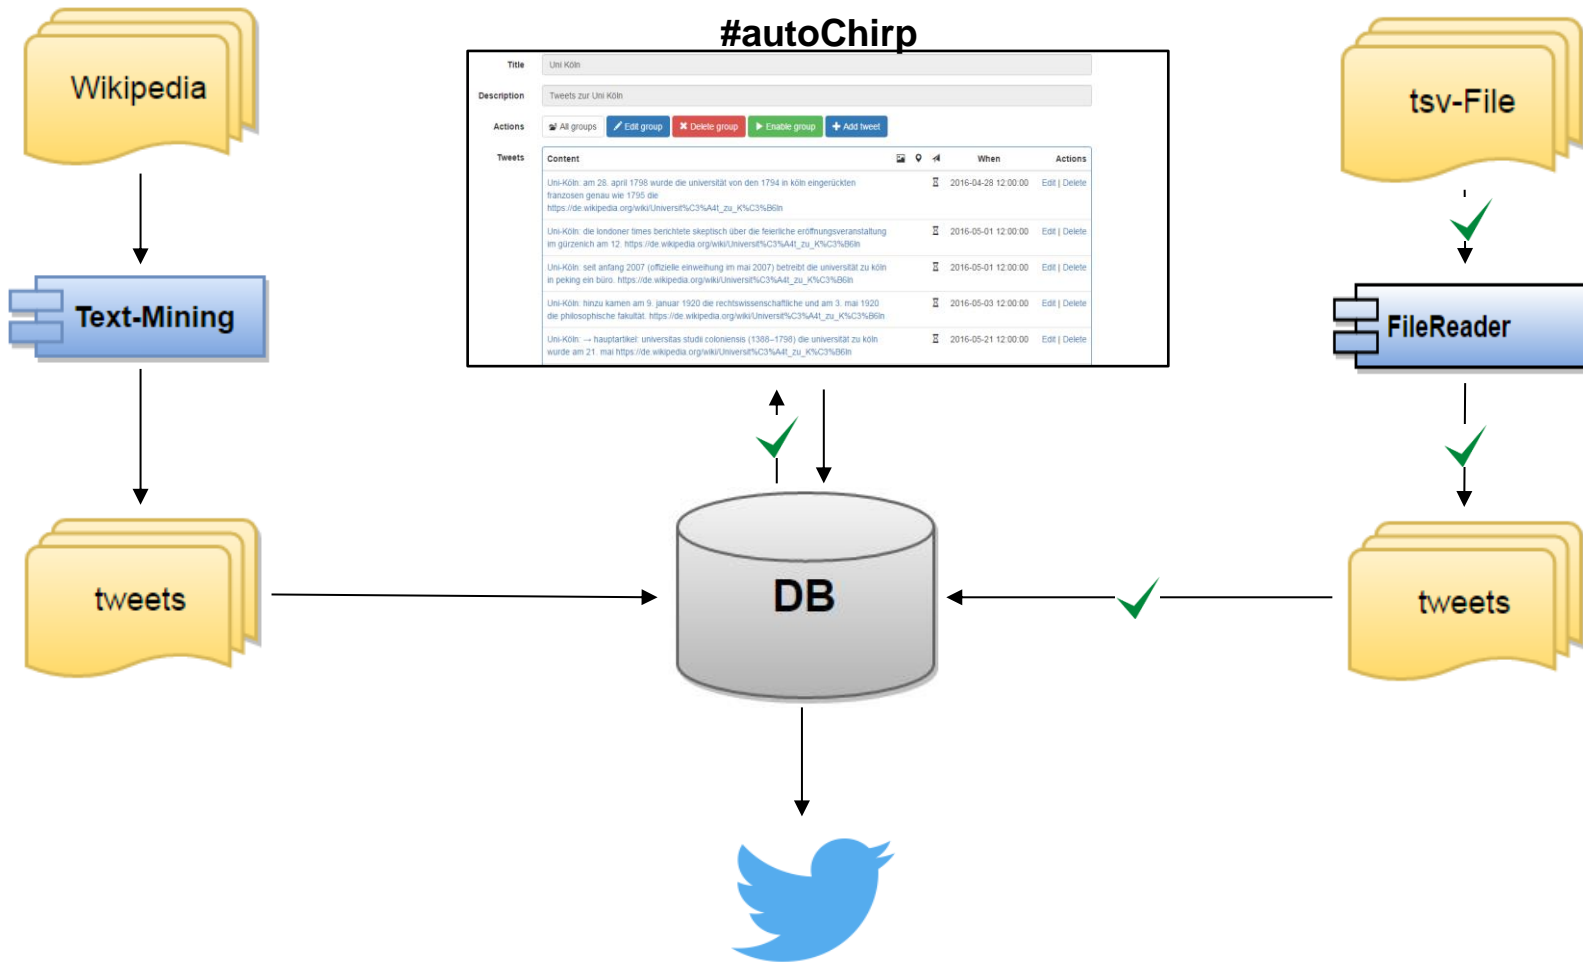 #autoChirp
Wikipedia
Text-Mining
tweets
Title
Uni Köln
Description
Tweets zur Uni Köln
Actions
All groups
Edit group
Delete group
Enable group
Add tweet
Tweets
Content
When
Actions
Uni-Köln: am 28. april 1798 wurde die universität von den 1794 in köln eingerückten
franzosen genau wie 1795 die
https://de.wikipedia.org/wiki/Universit%C3%A4t_zu_K%C3%B6ln
2016-04-28 12:00:00
Edit | Delete
Uni-Köln: die londoner times berichtete skeptisch über die feierliche eröffnungsveranstaltung
im gürzenich am 12. https://de.wikipedia.org/wiki/Universit%C3%A4t_zu_K%C3%B6ln
2016-05-01 12:00:00
Edit | Delete
Uni-Köln: seit anfang 2007 (offizielle einweihung im mai 2007) betreibt die universität zu köln
in peking ein büro. https://de.wikipedia.org/wiki/Universit%C3%A4t_zu_K%C3%B6ln
2016-05-01 12:00:00
Edit | Delete
Uni-Köln: hinzu kamen am 9. januar 1920 die rechtswissenschaftliche und am 3. mai 1920
die philosophische fakultät. https://de.wikipedia.org/wiki/Universit%C3%A4t_zu_K%C3%B6ln
2016-05-03 12:00:00
Edit | Delete
Uni-Köln: → hauptartikel: universitas studii coloniensis (1388–1798) die universität zu köln
wurde am 21. mai https://de.wikipedia.org/wiki/Universit%C3%A4t_zu_K%C3%B6ln
2016-05-21 12:00:00
Edit | Delete
DB
tsv-File
FileReader
tweets